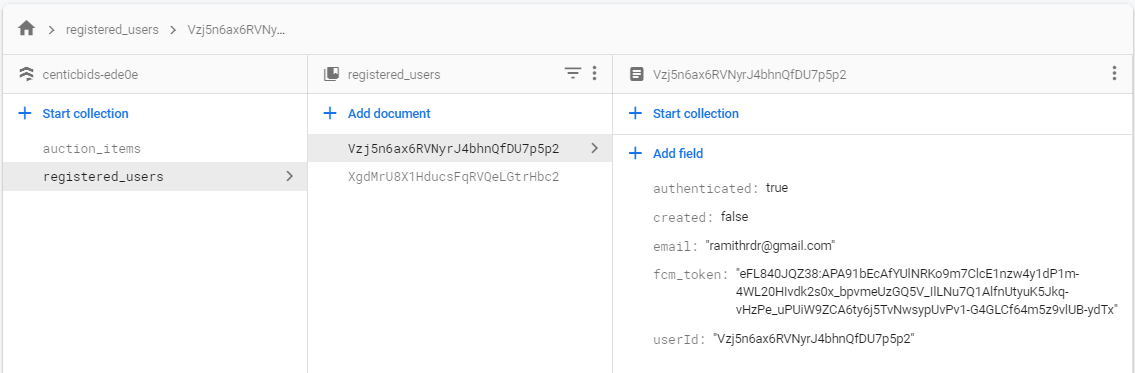 registered_users
Vzj5n6ax6RVNy…
centicbids-ede0e
registered_users
Vzj5n6ax6RVNyrJ4bhnQfDU7p5p2
Start collection
Add document
Start collection
auction_items
registered_users
Vzj5n6ax6RVNyrJ4bhnQfDU7p5p2
XgdMrU8X1HducsFqRVQeLGtrHbc2
Add field
authenticated: true
created: false
email: "ramithrdr@gmail.com"
fcm_token: "eFL840JQZ38:APA91bEcAfYUlNRKo9m7ClcE1nzw4y1dP1m-
4WL20HIvdk2s0x_bpvmeUzGQ5V_IlLNu7Q1AlfnUtyuK5Jkq-
vHzPe_uPUiW9ZCA6ty6j5TvNwsypUvPv1-G4GLCf64m5z9vlUB-ydTx"
userId: "Vzj5n6ax6RVNyrJ4bhnQfDU7p5p2"